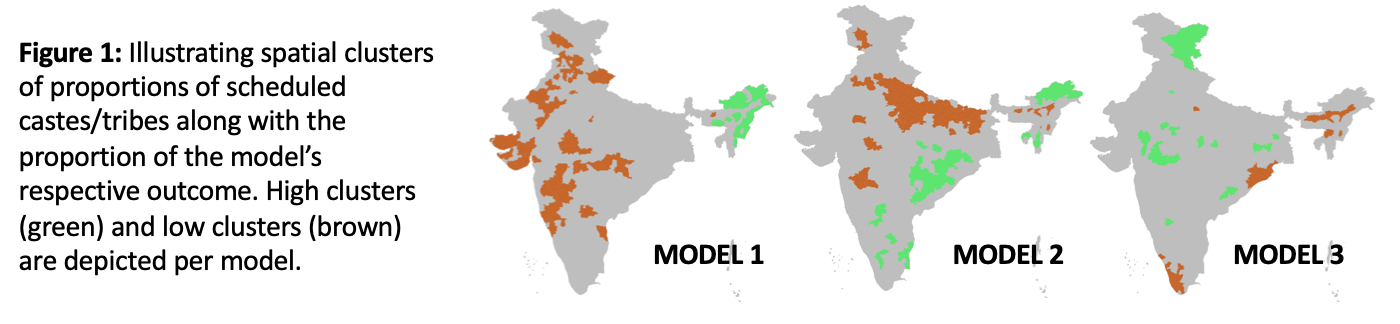 Figure 1: Illustrating spatial clusters
of proportions of scheduled
castes/tribes along with the
proportion of the model's
respective outcome. High clusters
(green) and low clusters (brown)
are depicted per model.
MODEL 1
MODEL 2
MODEL 3